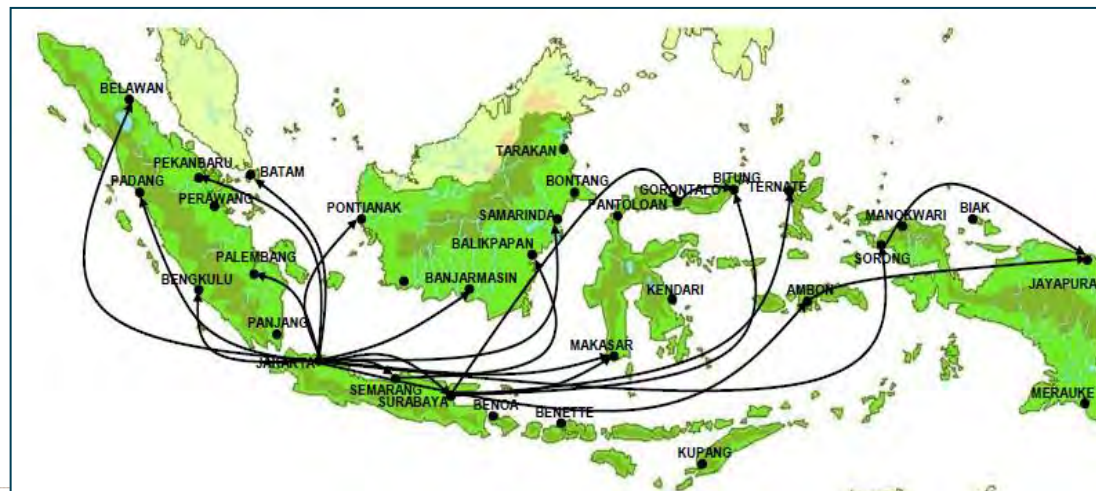 BELAWAN
TARAKAN
PEKANBARU
BATAM
PADANG
BITUNG
BONTANG
GORONTALO
TERNATE
PERAWANG
PANTOLOAN
PONTIANAK
SAMARINDA
MANOKWARI
BIAK
BALIKPAPAN
SORONG
PALEMBANG
BENGKULU
BANJARMASIN
KENDARI
AMBON
JAYAPURA
PANJANG
MAKASAR
JAKARTA
SEMARANG
SURABAYA
BENOA
BENETTE
MERAUKE
KUPANG